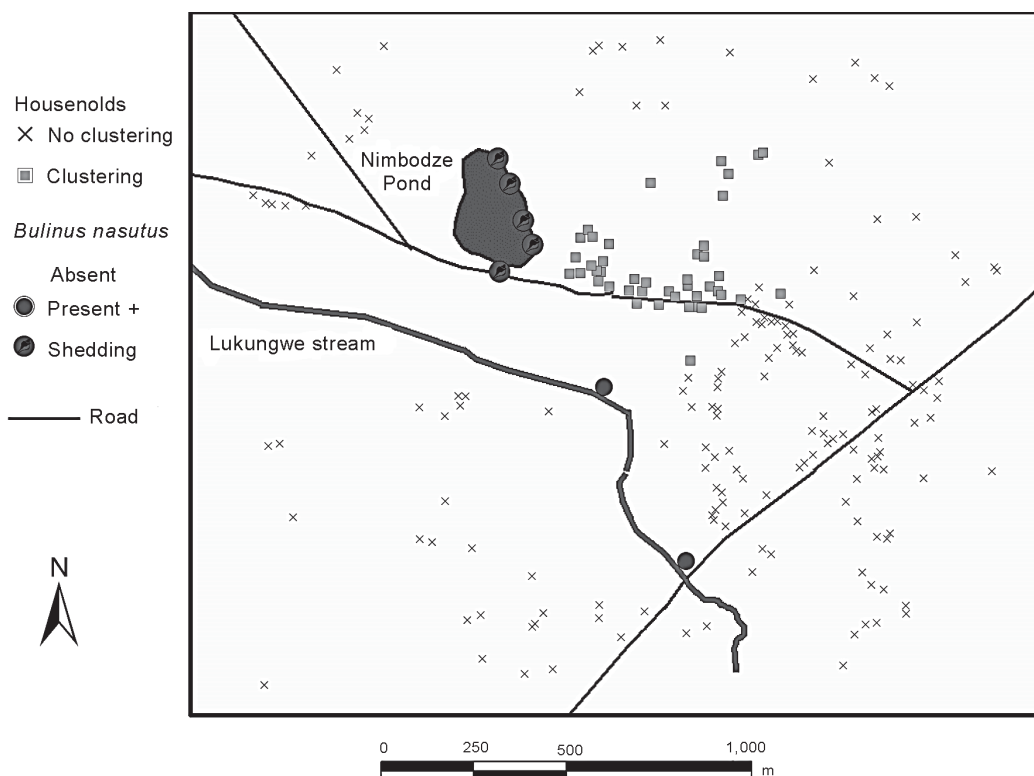 Housenolds
No clustering
Clustering
Bulinus nasutus
Absent
Present +
Shedding
Road
N
Nimbodze
Pond
Lukungwe stream
0 250 500 1,000
m